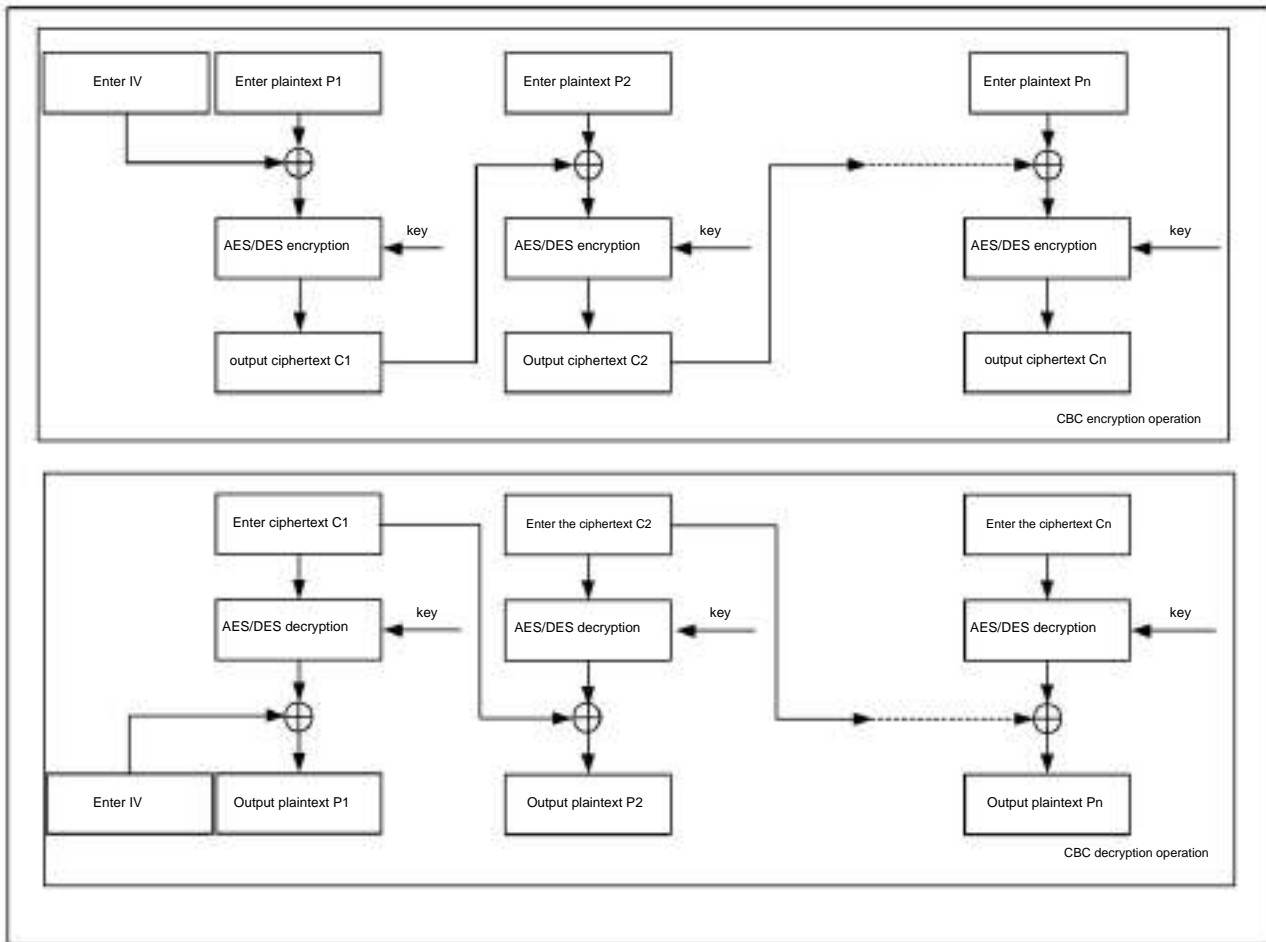 Enter IV
Enter plaintext P1
Enter plaintext P2
Enter plaintext Pn
AES/DES encryption
key
AES/DES encryption
key
AES/DES encryption
key
output ciphertext C1
Output ciphertext C2
output ciphertext Cn
CBC encryption operation
Enter ciphertext C1
Enter the ciphertext C2
Enter the ciphertext Cn
AES/DES decryption
key
AES/DES decryption
key
AES/DES decryption
key
Enter IV
Output plaintext P1
Output plaintext P2
Output plaintext Pn
CBC decryption operation